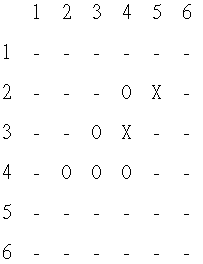 1 2 3 4 5 6
1 - - - - - -
2 - - - O X -
3 - - O X - -
4 - O O O - -
5 - - - - - -
6 - - - - - -